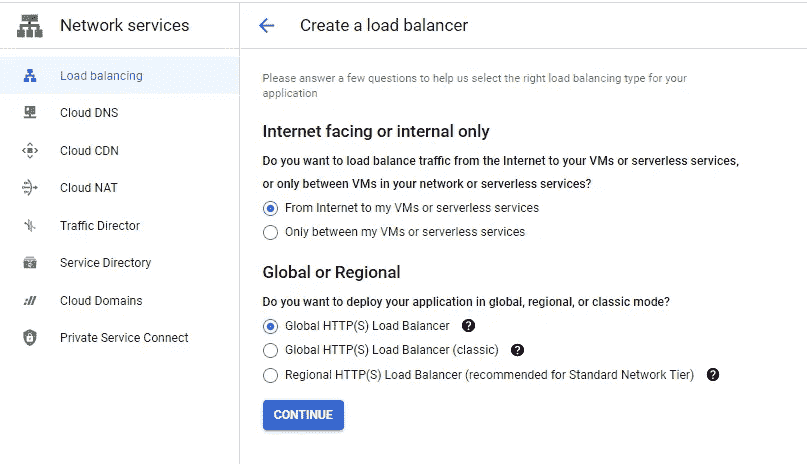 Network services
Load balancing
Cloud DNS
Cloud CDN
Cloud NAT
Traffic Director
Service Directory
Cloud Domains
Private Service Connect
Create a load balancer
Please answer a few questions to help us select the right load balancing type for your
application
Internet facing or internal only
Do you want to load balance traffic from the Internet to your VMs or serverless services,
or only between VMs in your network or serverless services?
From Internet to my VMs or serverless services
Only between my VMs or serverless services
Global or Regional
Do you want to deploy your application in global, regional, or classic mode?
Global HTTP(S) Load Balancer ?
Global HTTP(S) Load Balancer (classic) ?
Regional HTTP(S) Load Balancer (recommended for Standard Network Tier) ?
CONTINUE